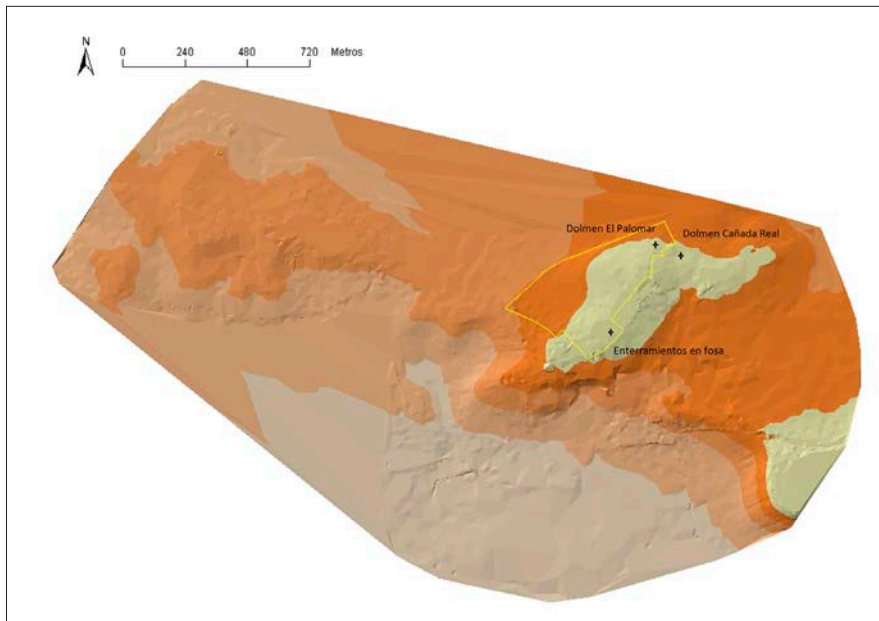 N
0 240 480 720 Metros
Dolmen El Palomar
Dolmen Cañada Real
Enterramientos en fosa